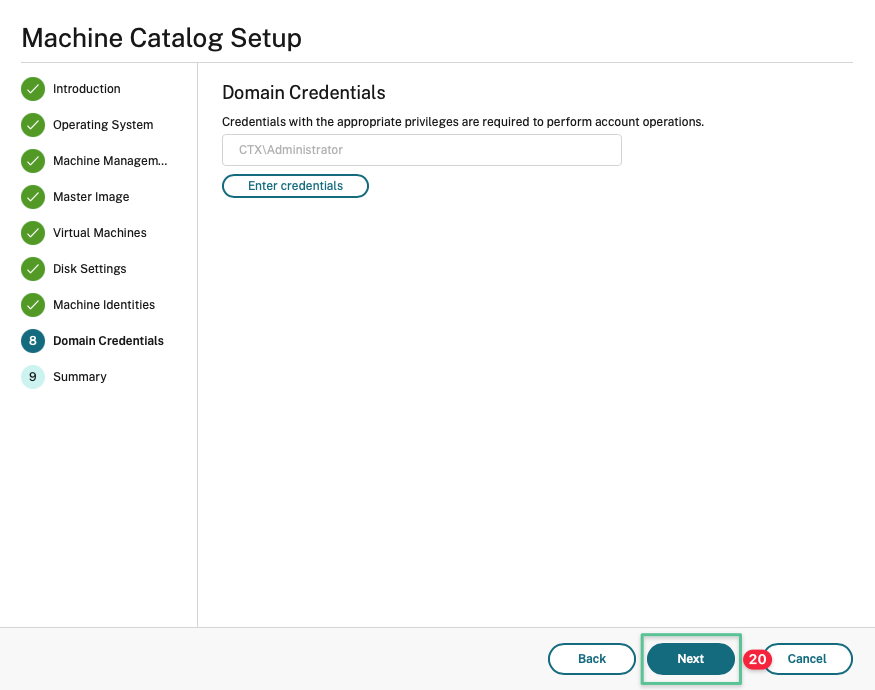 Machine Catalog Setup
Introduction
Operating System
Machine Managem...
Master Image
Virtual Machines
Disk Settings
Machine Identities
8 Domain Credentials
9 Summary
Domain Credentials
Credentials with the appropriate privileges are required to perform account operations.
CTX\Administrator
Enter credentials
Back Next 20 Cancel